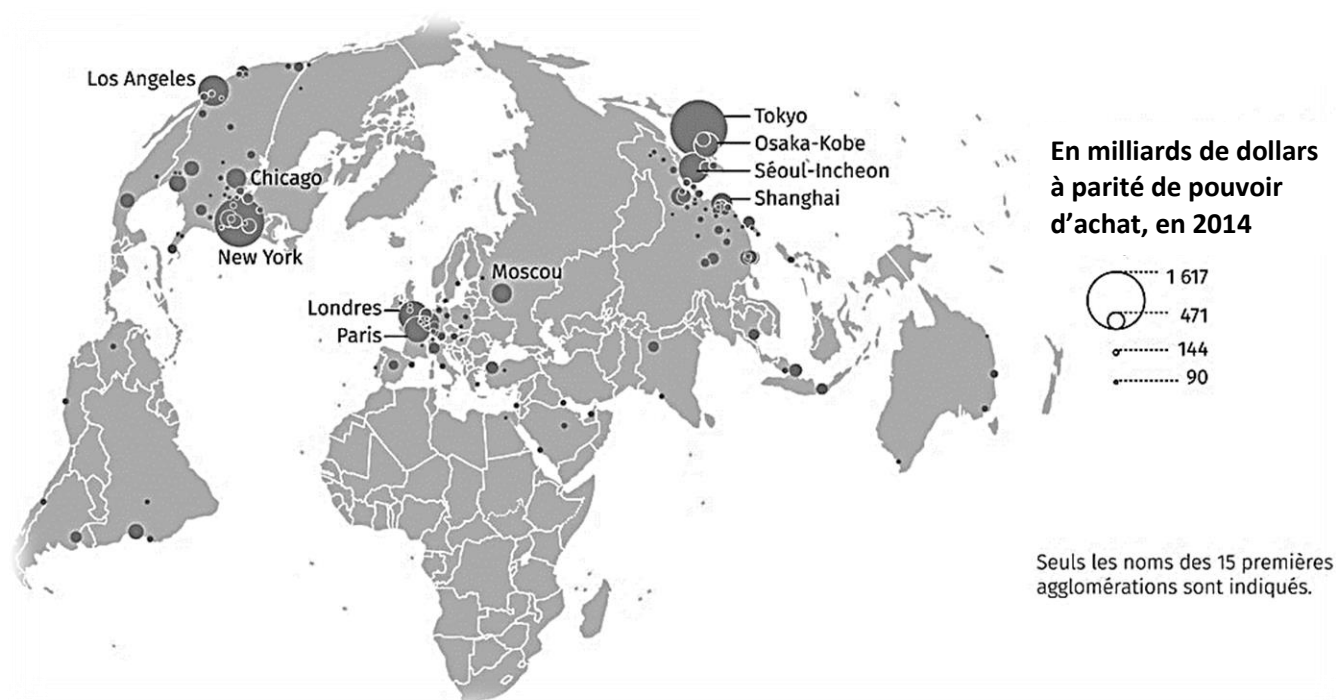 Los Angeles
Chicago
New York
Londres
Paris
Moscou
Tokyo
Osaka-Kobe
Séoul-Incheon
Shanghai
En milliards de dollars
à parité de pouvoir
d’achat, en 2014
1 617
471
144
90
Seuls les noms des 15 premières
agglomérations sont indiqués.